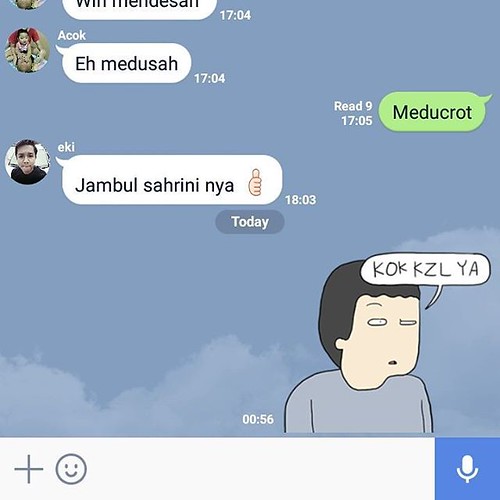 Win mendesah
17:04
Acok
Eh medusah
17:04
Read 9
17:05
Meducrot
eki
Jambul sahrini nya
18:03
Today
KOK KZL YA
00:56